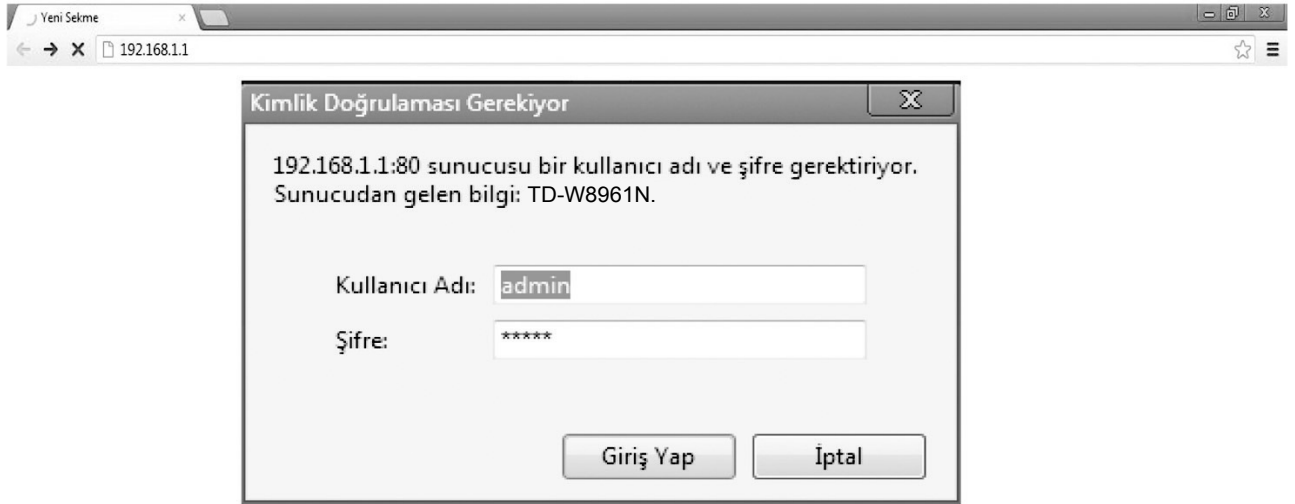 Yeni Sekme
192.168.1.1
Kimlik Doğrulaması Gerekiyor
192.168.1.1:80 sunucusu bir kullanıcı adı ve şifre gerektiriyor.
Sunucudan gelen bilgi: TD-W8961N.
Kullanıcı Adı: admin
Şifre: *****
Giriş Yap İptal